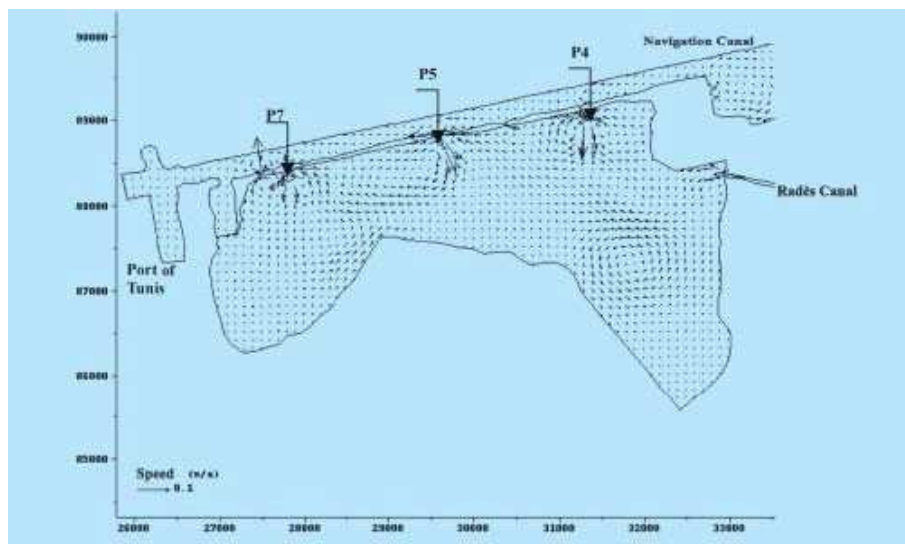 90000
Navigation Canal
P4
P5
89000
P7
88000
Radès Canal
Port of
Tunis
87000
86000
85000
Speed (m/s)
0.1
26000 27000 28000 29000 30000 31000 32000 33000